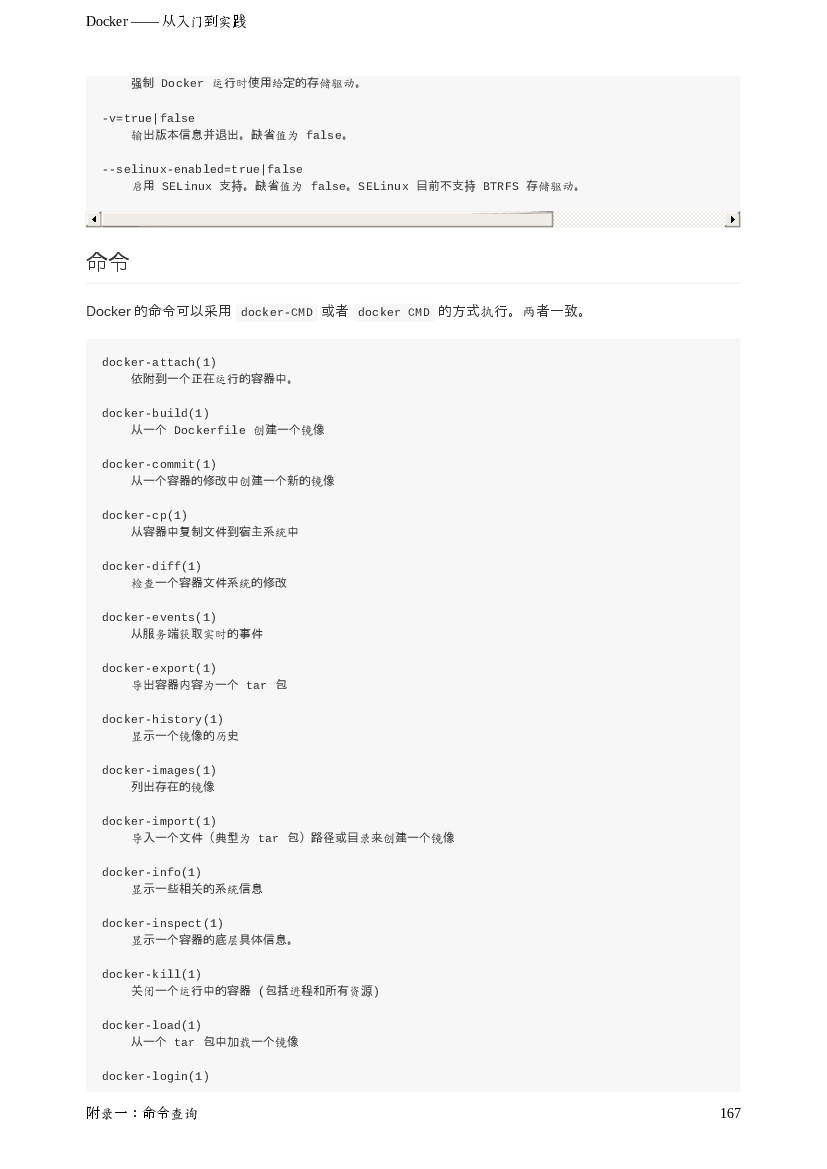 Docker —— 从入门到实践
强制 Docker 运行时使用给定的存储驱动。
-v=true|false
输出版本信息并退出。缺省值为 false。
--selinux-enabled=true|false
启用 SELinux 支持。缺省值为 false。SELinux 目前不支持 BTRFS 存储驱动。
命令
Docker 的命令可以采用 docker-CMD 或者 docker CMD 的方式执行。两者一致。
docker-attach(1)
依附到一个正在运行的容器中。
docker-build(1)
从一个 Dockerfile 创建一个镜像
docker-commit(1)
从一个容器的修改中创建一个新的镜像
docker-cp(1)
从容器中复制文件到宿主系统中
docker-diff(1)
检查一个容器文件系统的修改
docker-events(1)
从服务端获取实时的事件
docker-export(1)
导出容器内容为一个 tar 包
docker-history(1)
显示一个镜像的历史
docker-images(1)
列出存在的镜像
docker-import(1)
导入一个文件（典型为 tar 包）路径或目录来创建一个镜像
docker-info(1)
显示一些相关的系统信息
docker-inspect(1)
显示一个容器的底层具体信息。
docker-kill(1)
关闭一个运行中的容器 (包括进程和所有资源)
docker-load(1)
从一个 tar 包中加载一个镜像
docker-login(1)
附录一：命令查询 167